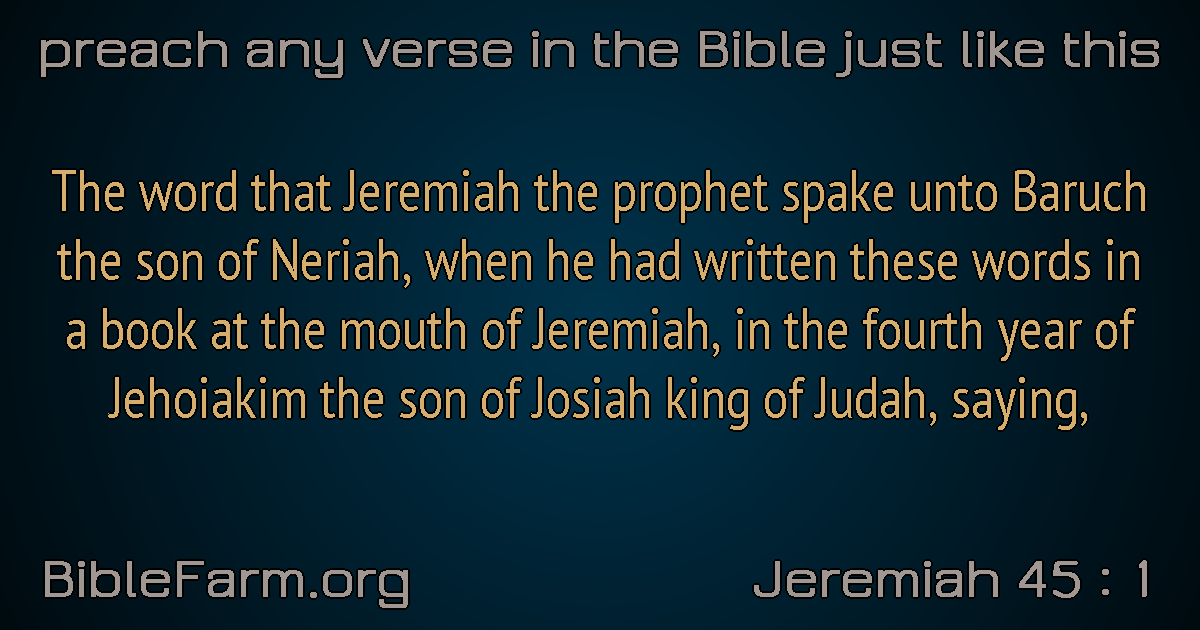 preach any verse in the Bible just like this
The word that Jeremiah the prophet spake unto Baruch
the son of Neriah, when he had written these words in
a book at the mouth of Jeremiah, in the fourth year of
Jehoiakim the son of Josiah king of Judah, saying,
BibleFarm.org
Jeremiah 45 : 1